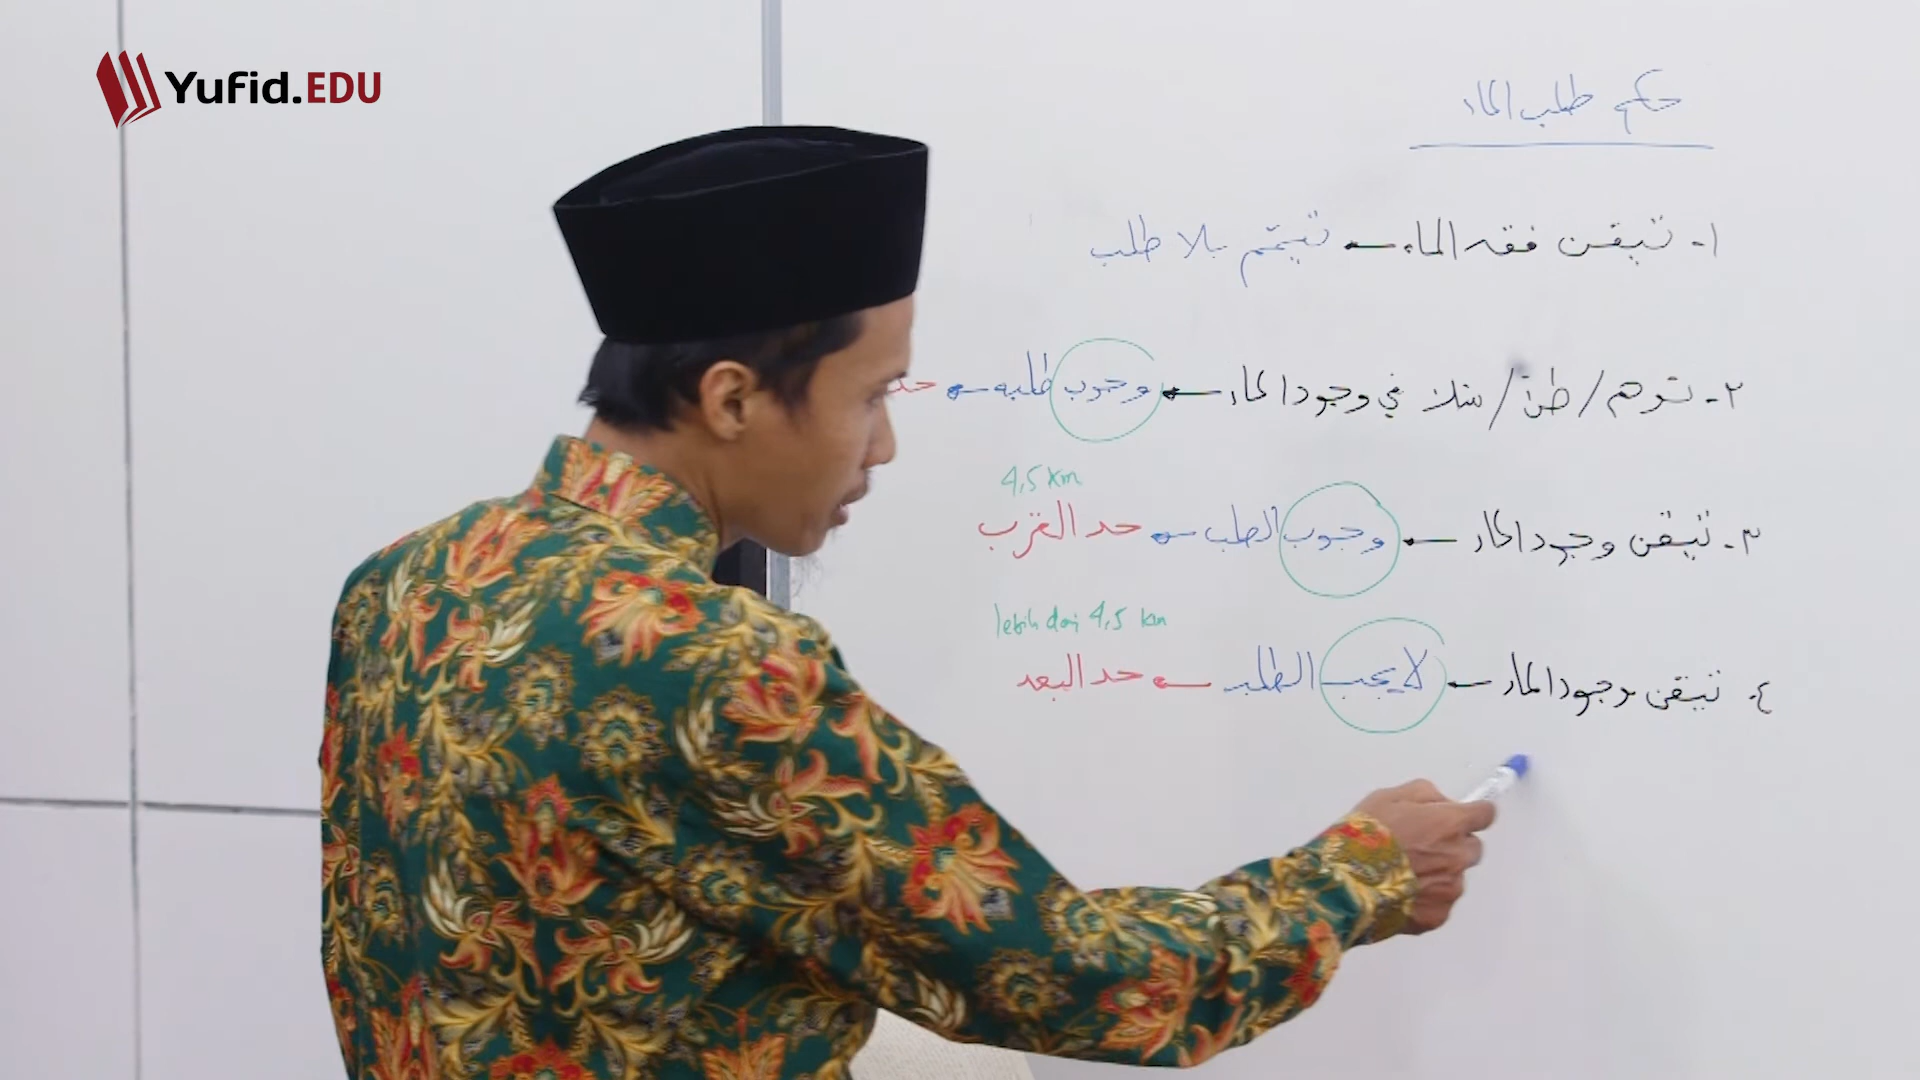 Yufid.EDU
حكم طلب الماء
١- تيقن فقد الماء ← تيمّم بلا طلب
٢- توهم / ظنّ / شك في وجود الماء ← وجوب طلبه ← حد
4,5 km
٣- تيقن وجود الماء ← وجوب الطلب ← حد القرب
lebih dari 4,5 km
٤- تيقن وجود الماء ← لا يجب الطلب ← حد البعد